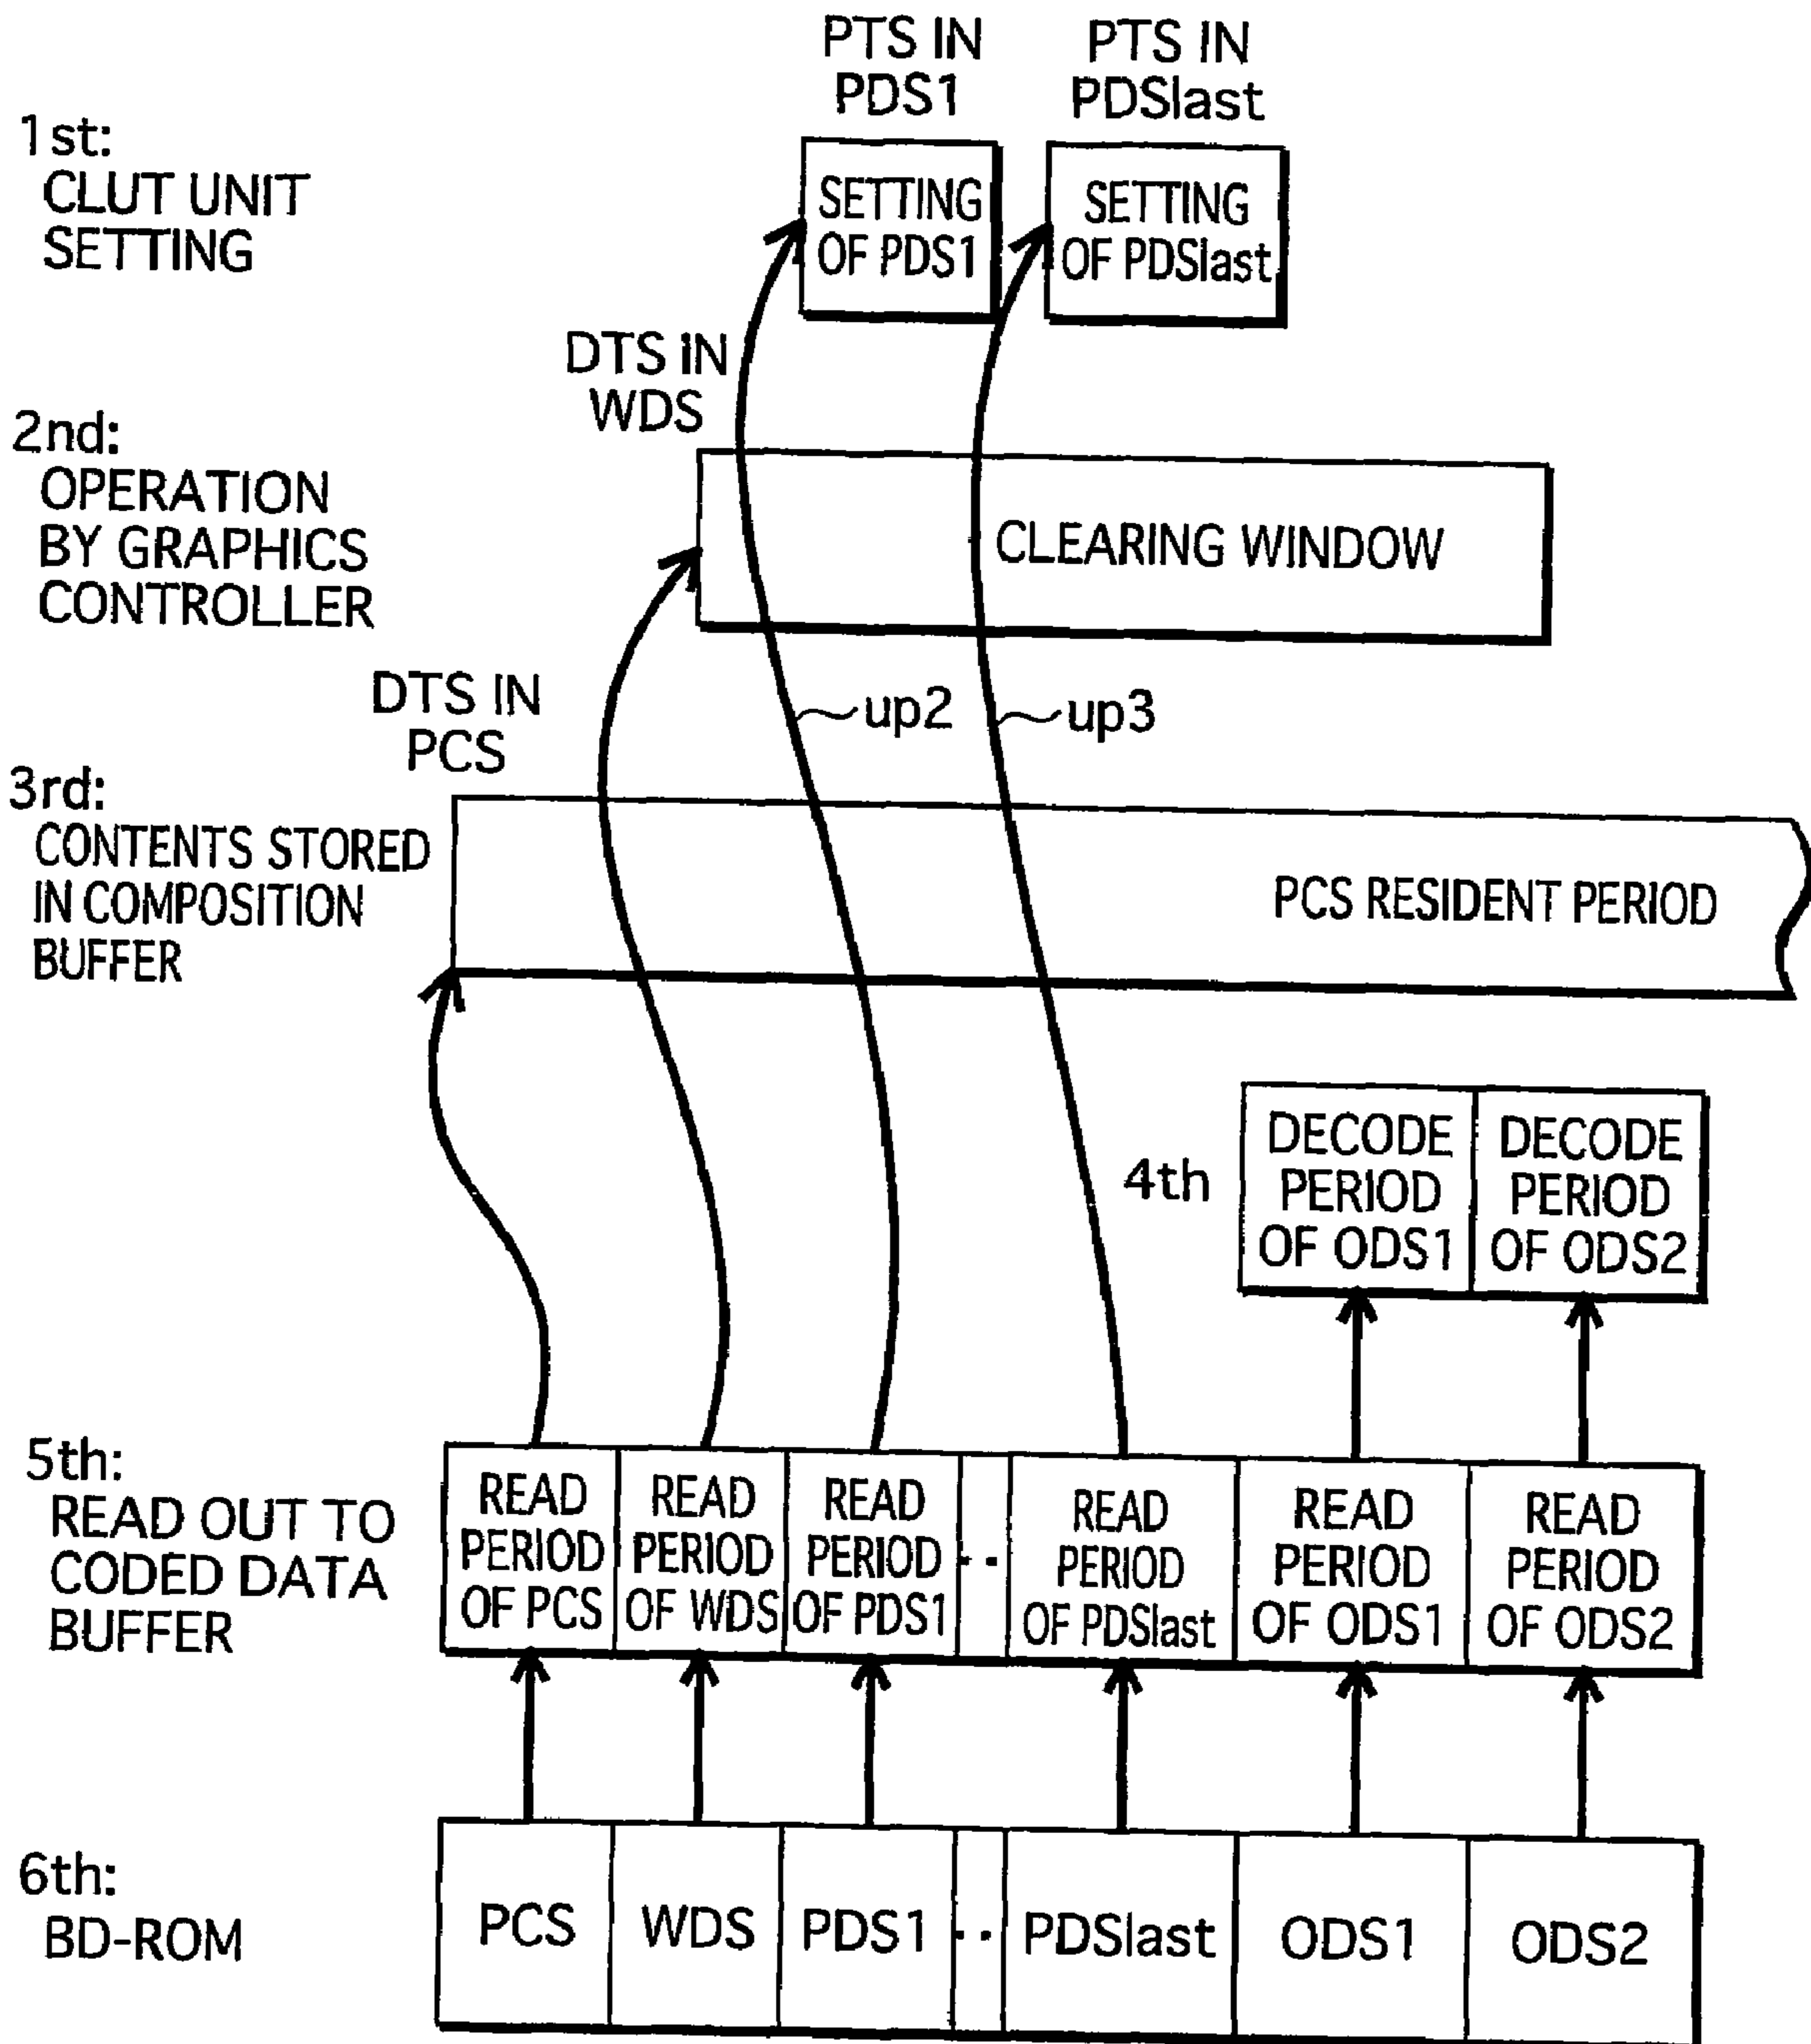 PTS IN
PDS1
PTS IN
PDSlast
1st:
CLUT UNIT
SETTING
SETTING
OF PDS1
SETTING
OF PDSlast
DTS IN
WDS
2nd:
OPERATION
BY GRAPHICS
CONTROLLER
CLEARING WINDOW
DTS IN
PCS
up2
up3
3rd:
CONTENTS STORED
IN COMPOSITION
BUFFER
PCS RESIDENT PERIOD
4th
DECODE
PERIOD
OF ODS1
DECODE
PERIOD
OF ODS2
5th:
READ OUT TO
CODED DATA
BUFFER
READ
PERIOD
OF PCS
READ
PERIOD
OF WDS
READ
PERIOD
OF PDS1
..
READ
PERIOD
OF PDSlast
READ
PERIOD
OF ODS1
READ
PERIOD
OF ODS2
6th:
BD-ROM
PCS
WDS
PDS1
..
PDSlast
ODS1
ODS2